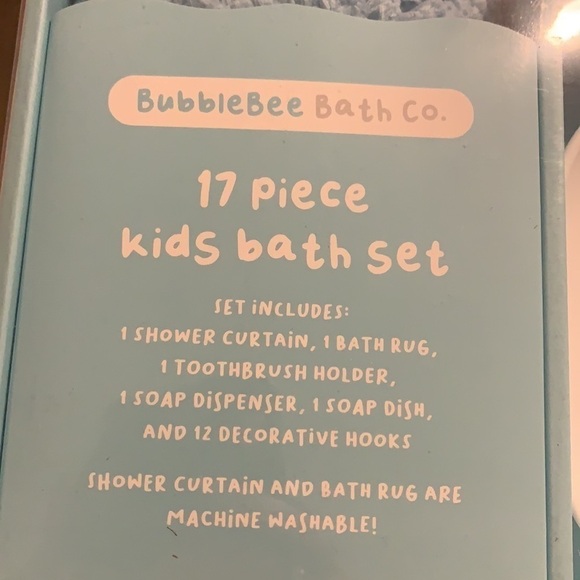 BubbleBee Bath Co.
17 piece
kids bath set
SET iNCLUDES:
1 SHOWER CURTAiN, 1 BATH RUG,
1 TOOTHBRUSH HOLDER,
1 SOAP DiSPENSER, 1 SOAP DiSH,
AND 12 DECORATiVE HOOKS
SHOWER CURTAiN AND BATH RUG ARE
MACHiNE WASHABLE!